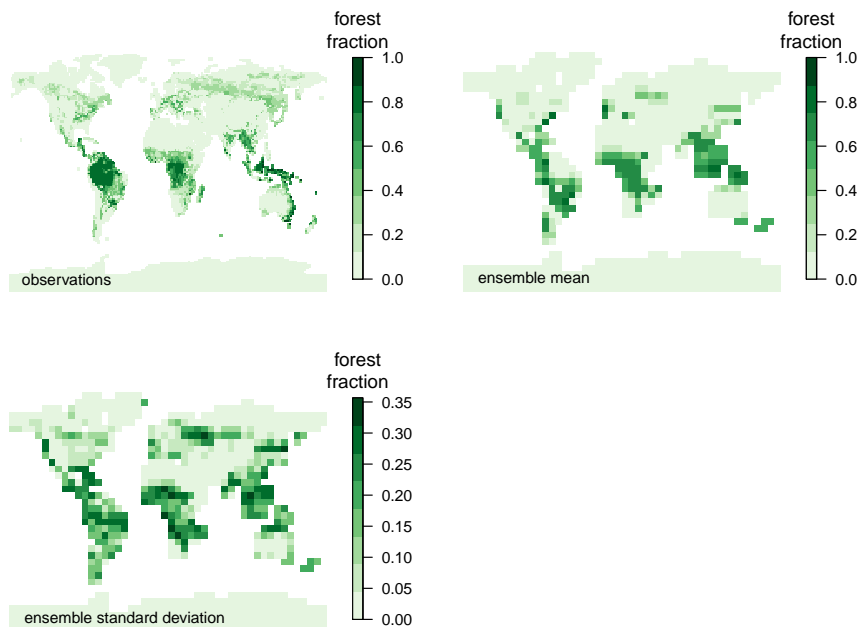 forest
fraction
1.0
0.8
0.6
0.4
0.2
0.0
observations
forest
fraction
1.0
0.8
0.6
0.4
0.2
0.0
ensemble mean
forest
fraction
0.35
0.30
0.25
0.20
0.15
0.10
0.05
0.00
ensemble standard deviation